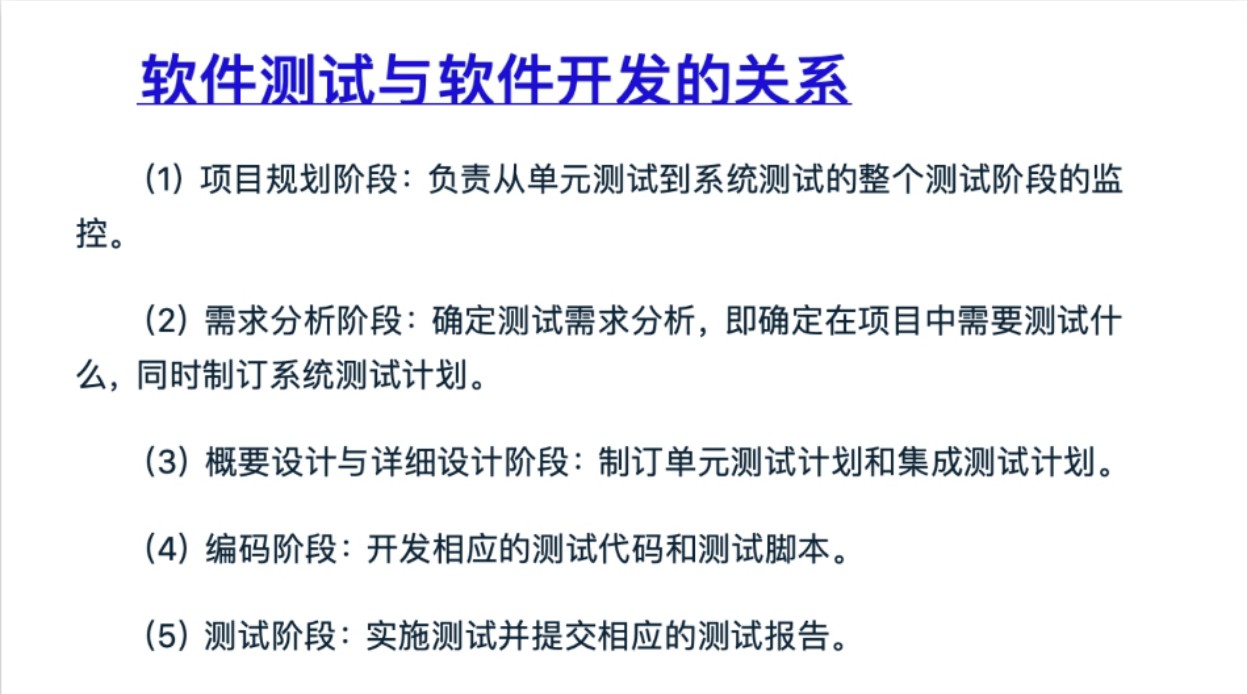 软件测试与软件开发的关系
（1）项目规划阶段：负责从单元测试到系统测试的整个测试阶段的监
控。
（2）需求分析阶段：确定测试需求分析，即确定在项目中需要测试什
么，同时制订系统测试计划。
（3）概要设计与详细设计阶段：制订单元测试计划和集成测试计划。
（4）编码阶段：开发相应的测试代码和测试脚本。
（5）测试阶段：实施测试并提交相应的测试报告。